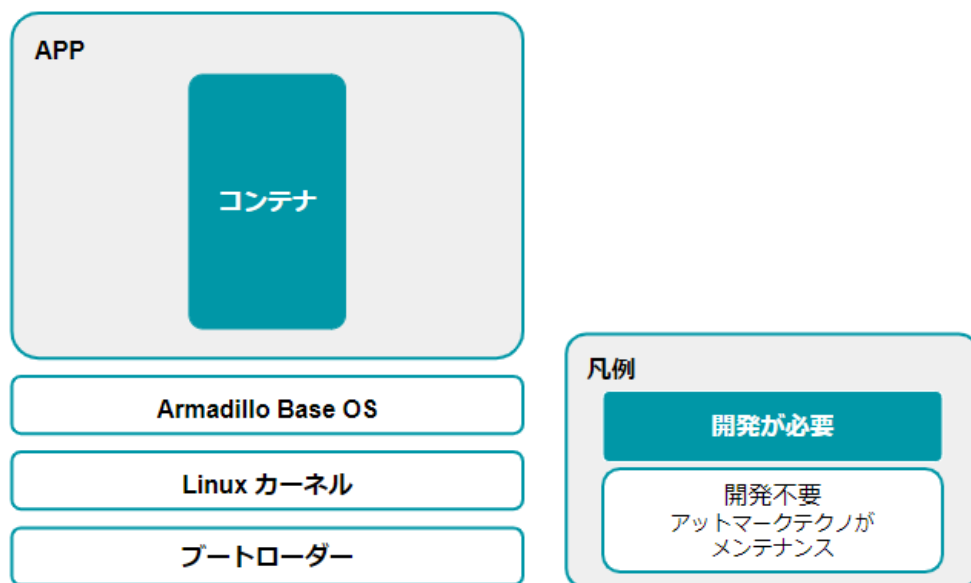 APP
コンテナ
Armadillo Base OS
Linux カーネル
ブートローダー
凡例
開発が必要
開発不要
アットマークテクノが
メンテナンス